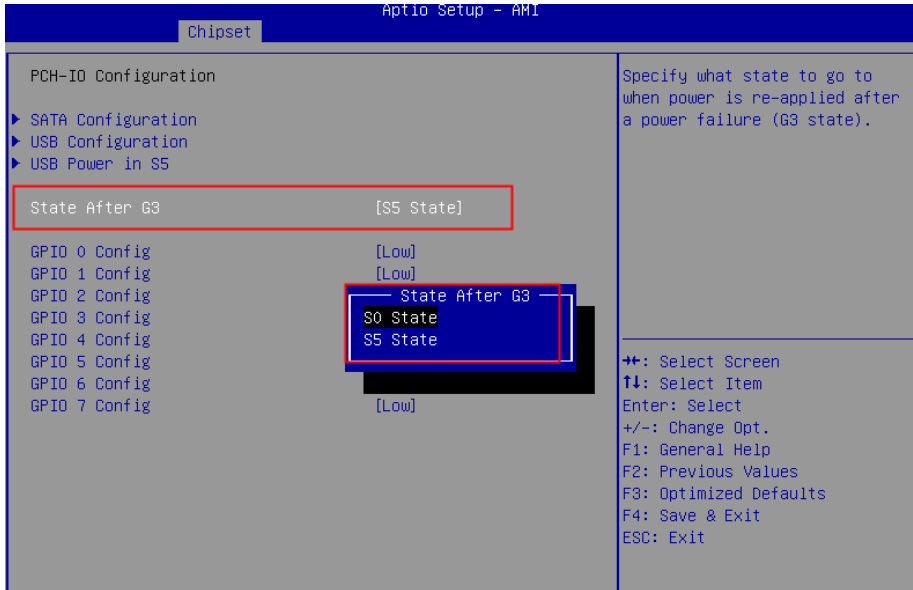 Aptio Setup – AMI
Chipset
PCH-IO Configuration
▶ SATA Configuration
▶ USB Configuration
▶ USB Power in S5
State After G3 [S5 State]
GPIO 0 Config [Low]
GPIO 1 Config [Low]
GPIO 2 Config
GPIO 3 Config
GPIO 4 Config
GPIO 5 Config
GPIO 6 Config
GPIO 7 Config [Low]
State After G3
S0 State
S5 State
Specify what state to go to
when power is re-applied after
a power failure (G3 state).
→←: Select Screen
↑↓: Select Item
Enter: Select
+/-: Change Opt.
F1: General Help
F2: Previous Values
F3: Optimized Defaults
F4: Save & Exit
ESC: Exit